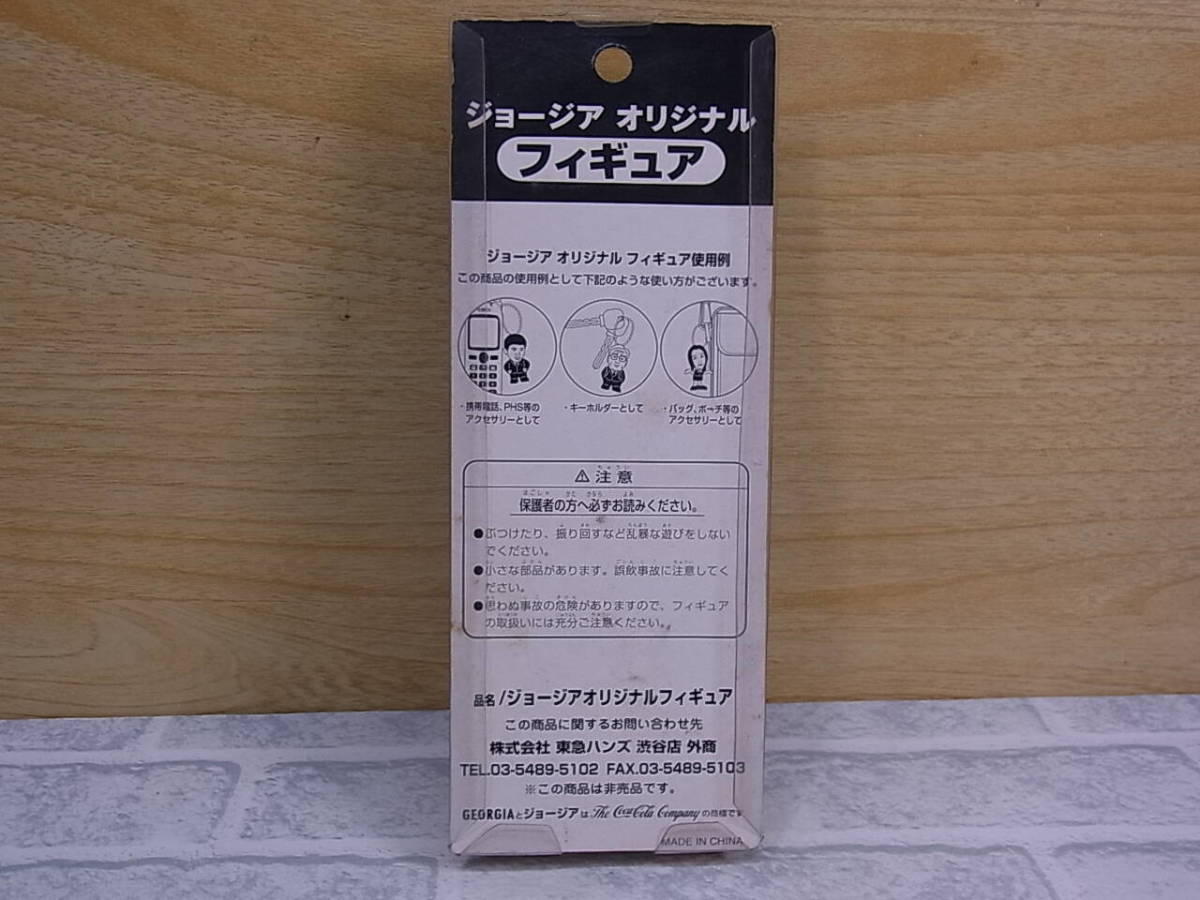 ジョージア オリジナル
フィギュア
ジョージア オリジナル フィギュア使用例
この商品の使用例として下記のような使い方がございます。
・携帯電話、PHS等の
アクセサリーとして
・キーホルダーとして
・バッグ、ポーチ等の
アクセサリーとして
⚠注意
保護者の方へ必ずお読みください。
●ぶつけたり、振り回すなど乱暴な遊びをしない
でください。
●小さな部品があります。誤飲事故に注意してく
ださい。
●思わぬ事故の危険がありますので、フィギュア
の取扱いには充分ご注意ください。
品名/ジョージアオリジナルフィギュア
この商品に関するお問い合わせ先
株式会社 東急ハンズ 渋谷店 外商
TEL.03-5489-5102 FAX.03-5489-5103
※この商品は非売品です。
GEORGIAとジョージアはThe Coca-Cola Companyの商標です
MADE IN CHINA